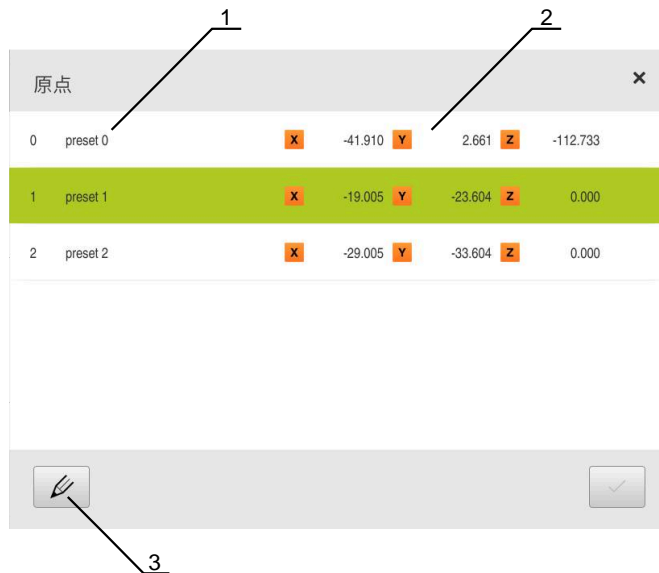 1 2
原点 ×
0 preset 0 X -41.910 Y 2.661 Z -112.733
1 preset 1 X -19.005 Y -23.604 Z 0.000
2 preset 2 X -29.005 Y -33.604 Z 0.000
3